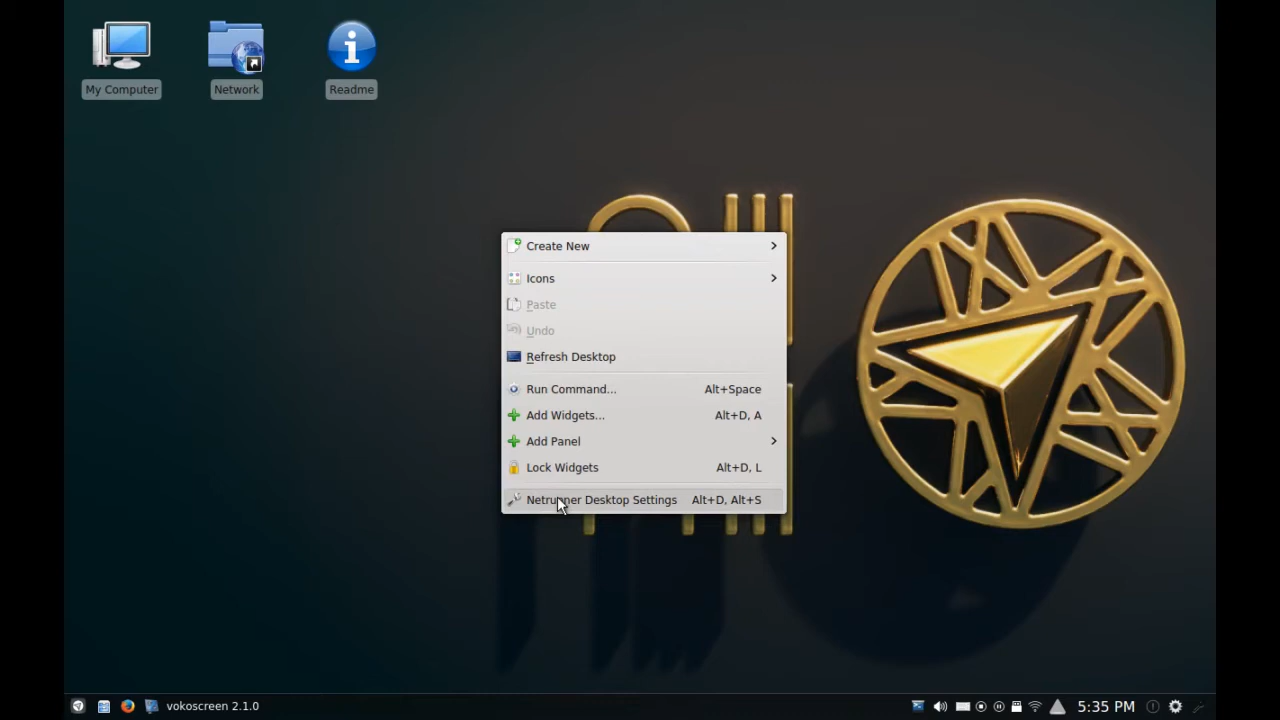 My Computer
Network
Readme
Create New
Icons
Paste
Undo
Refresh Desktop
Run Command... Alt+Space
Add Widgets... Alt+D, A
Add Panel
Lock Widgets Alt+D, L
Netrunner Desktop Settings Alt+D, Alt+S
vokoscreen 2.1.0
5:35 PM